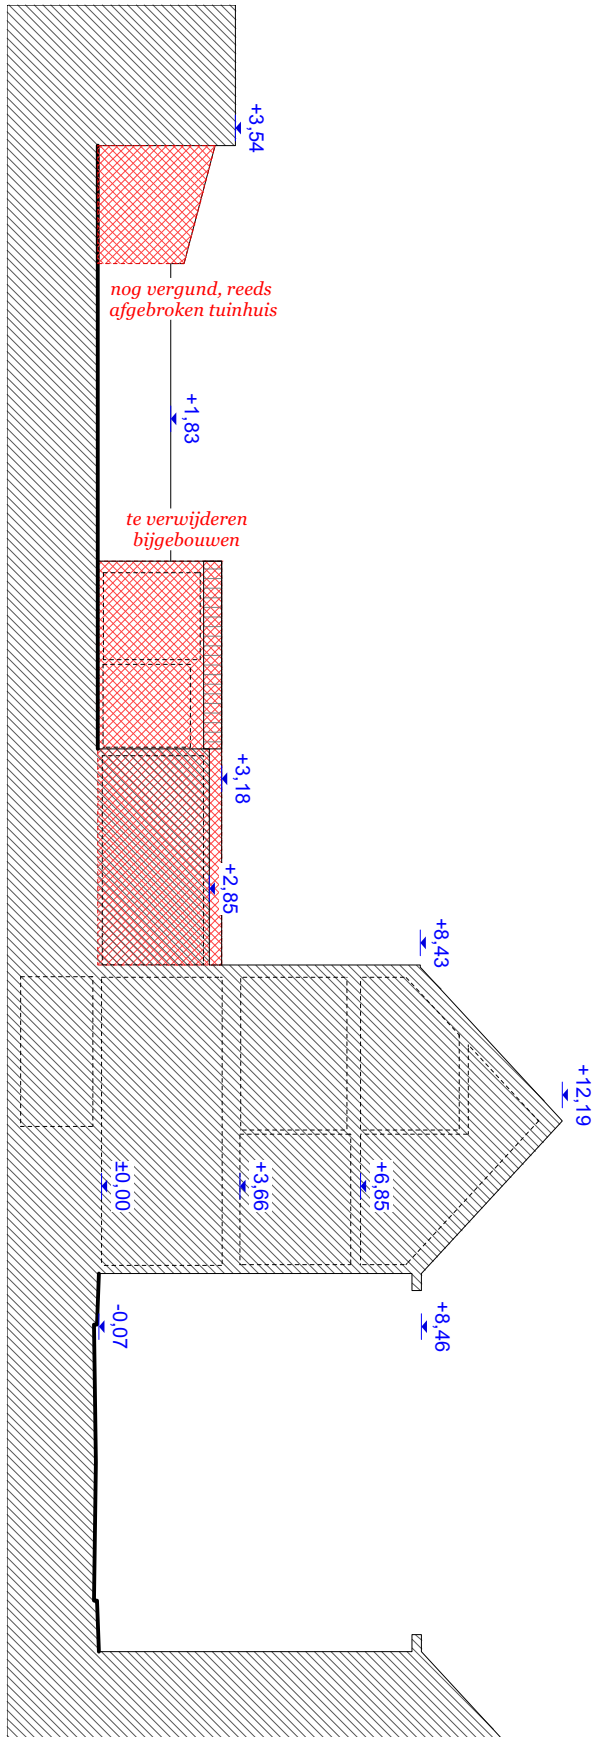 +3,54
nog vergund, reeds
afgebroken tuinhuis
+1,83
te verwijderen
bijgebouwen
+3,18
+2,85
+8,43
+12,19
±0,00
+3,66
+6,85
-0,07
+8,46